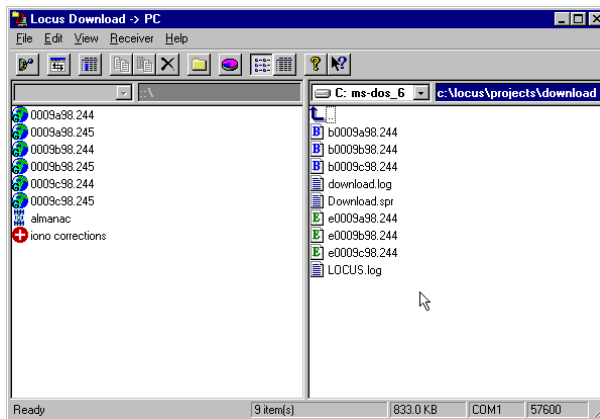 Locus Download -> PC
File Edit View Receiver Help
::\
C: ms-dos_6
c:\locus\projects\download
0009a98.244
0009a98.245
0009b98.244
0009b98.245
0009c98.244
0009c98.245
almanac
iono corrections
..
B b0009a98.244
B b0009b98.244
B b0009c98.244
download.log
Download.spr
E e0009a98.244
E e0009b98.244
E e0009c98.244
LOCUS.log
Ready
9 item(s)
833.0 KB
COM1
57600